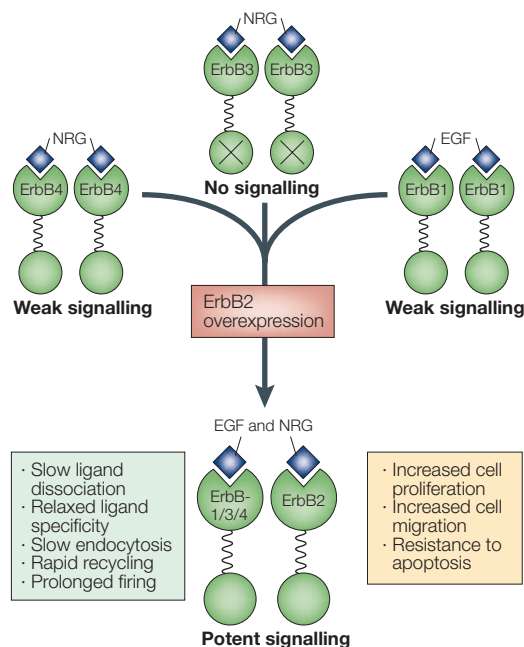 NRG
ErbB3 ErbB3
No signalling
NRG
ErbB4 ErbB4
Weak signalling
EGF
ErbB1 ErbB1
Weak signalling
ErbB2
overexpression
EGF and NRG
ErbB-
1/3/4
ErbB2
Potent signalling
· Slow ligand
dissociation
· Relaxed ligand
specificity
· Slow endocytosis
· Rapid recycling
· Prolonged firing
· Increased cell
proliferation
· Increased cell
migration
· Resistance to
apoptosis